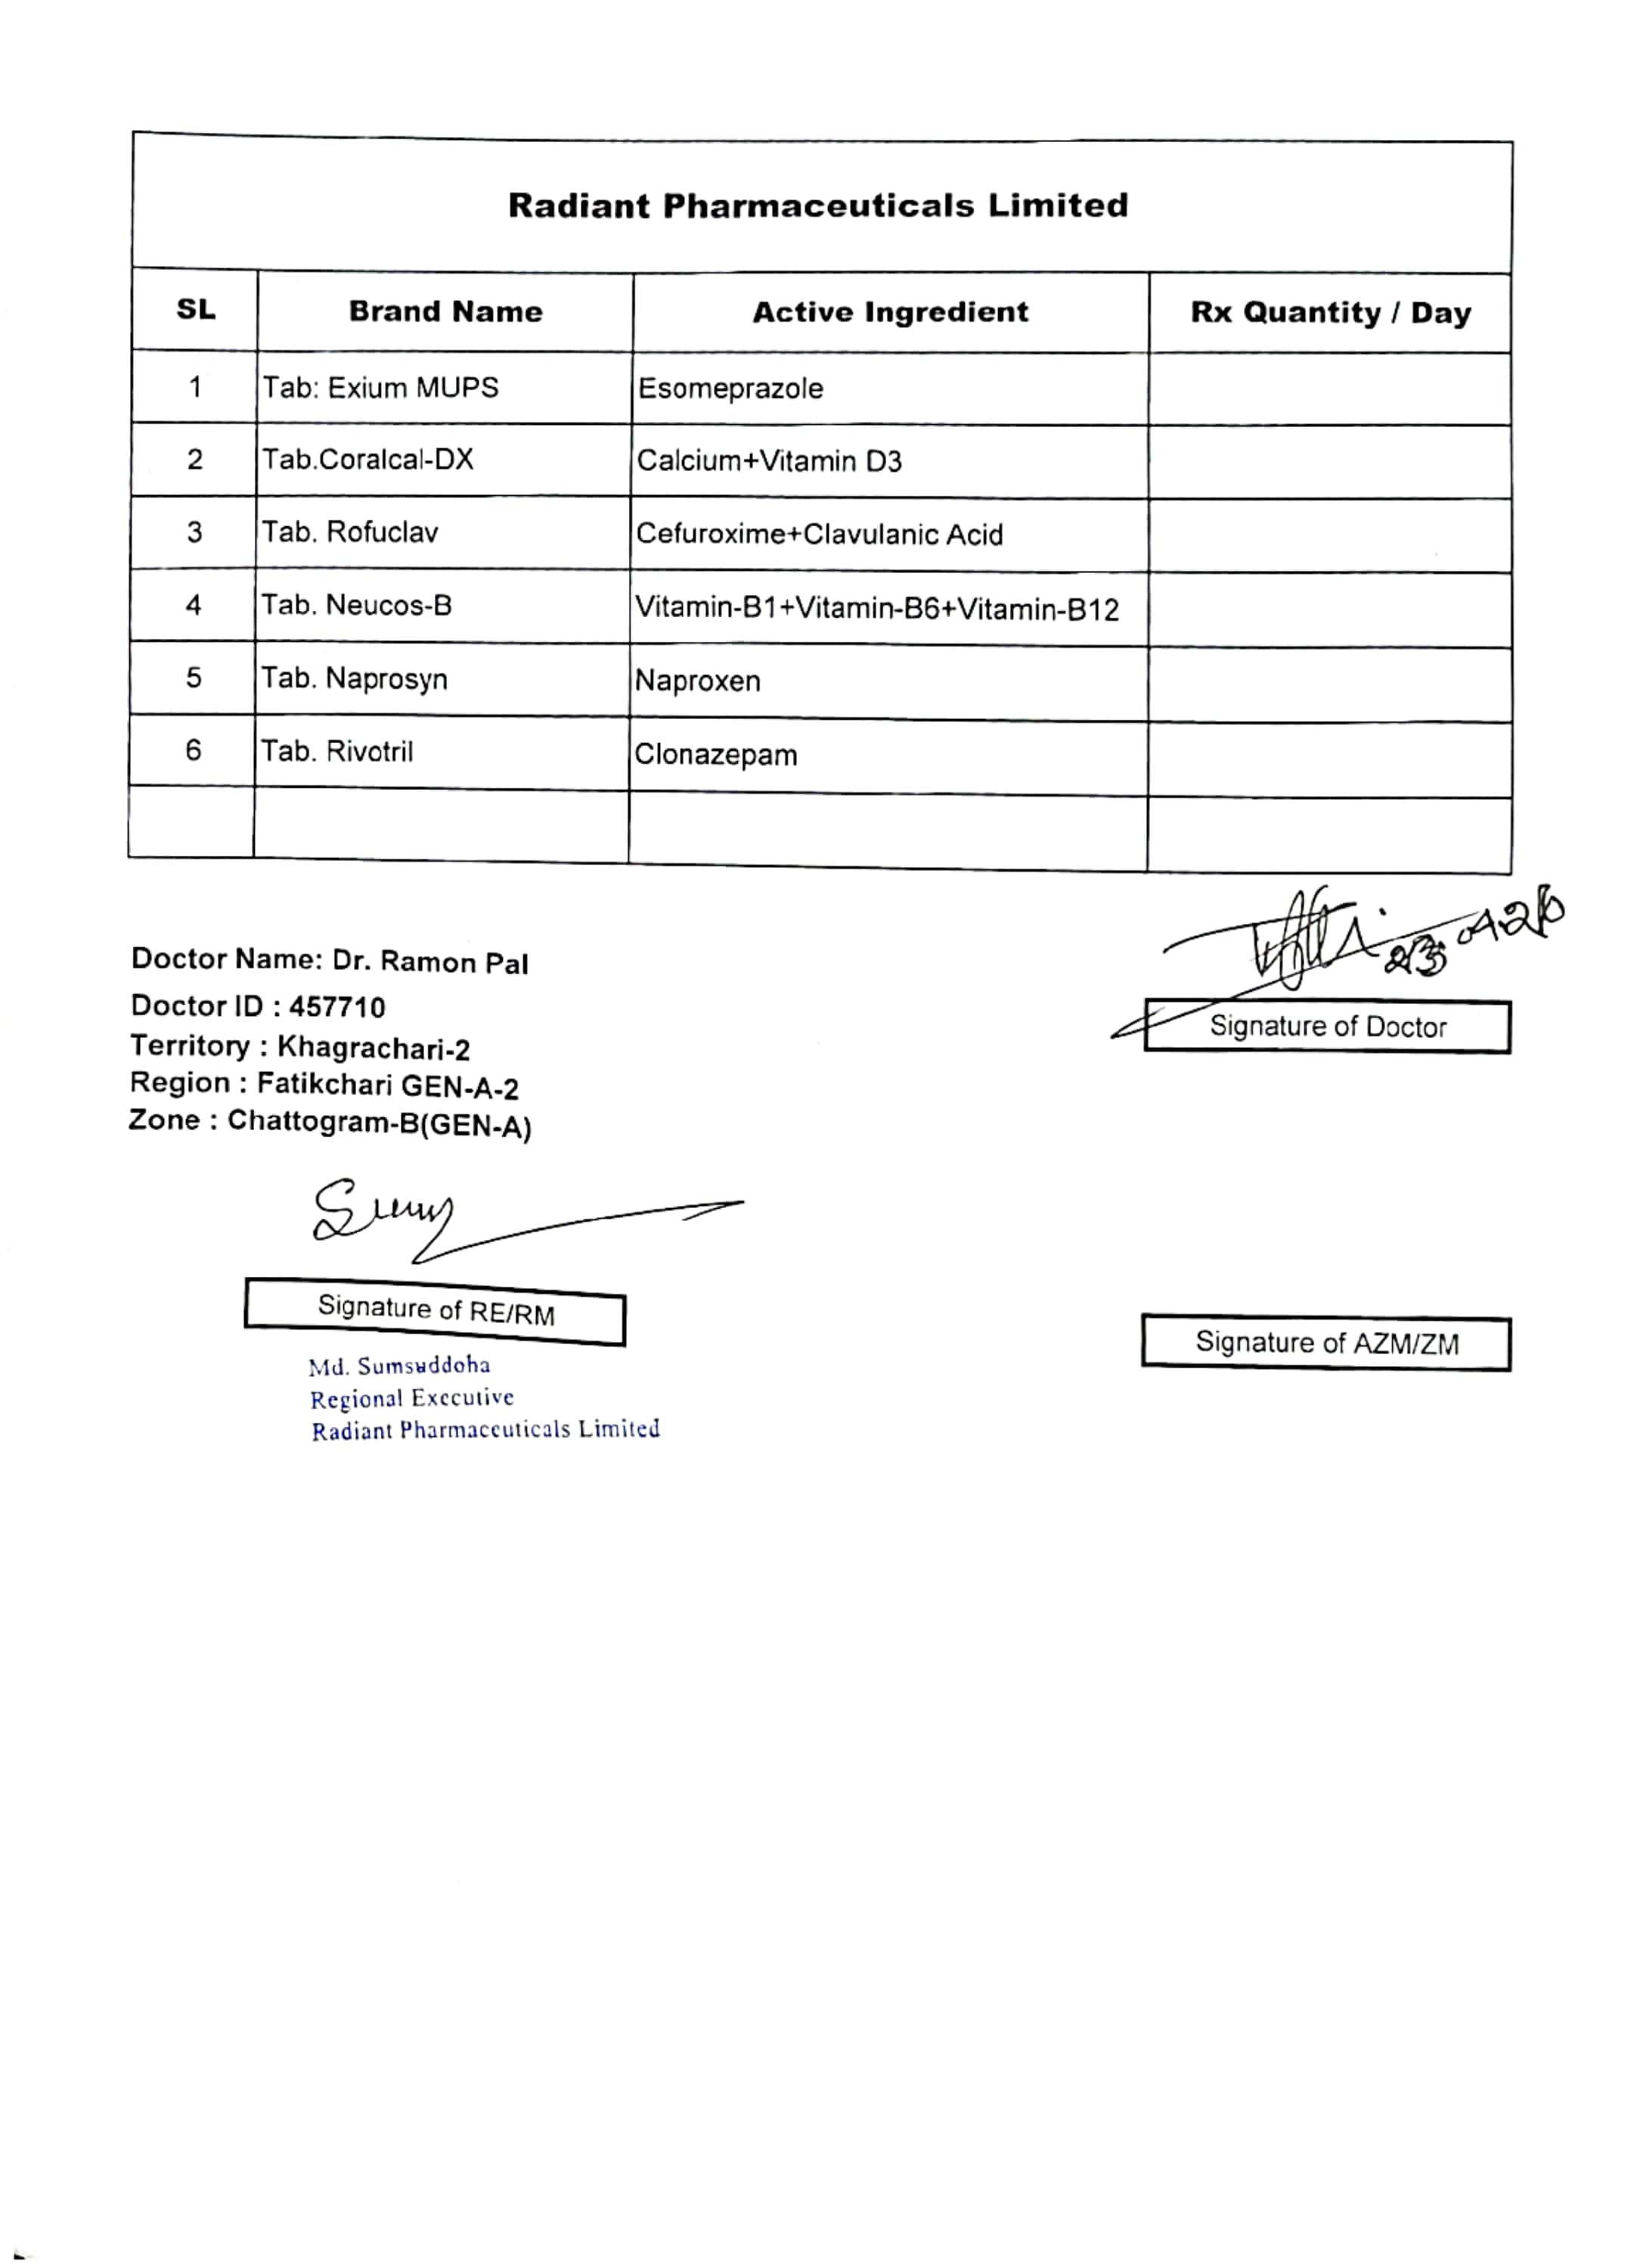 Radiant Pharmaceuticals Limited
SL Brand Name Active Ingredient Rx Quantity / Day
1 Tab: Exium MUPS Esomeprazole
2 Tab.Coralcal-DX Calcium+Vitamin D3
3 Tab. Rofuclav Cefuroxime+Clavulanic Acid
4 Tab. Neucos-B Vitamin-B1+Vitamin-B6+Vitamin-B12
5 Tab. Naprosyn Naproxen
6 Tab. Rivotril Clonazepam
Doctor Name: Dr. Ramon Pal
Doctor ID : 457710
Signature of Doctor
Territory : Khagrachari-2
Region : Fatikchari GEN-A-2
Zone : Chattogram-B(GEN-A)
Signature of RE/RM
Signature of AZM/ZM
Md. Sumsuddoha
Regional Executive
Radiant Pharmaceuticals Limited